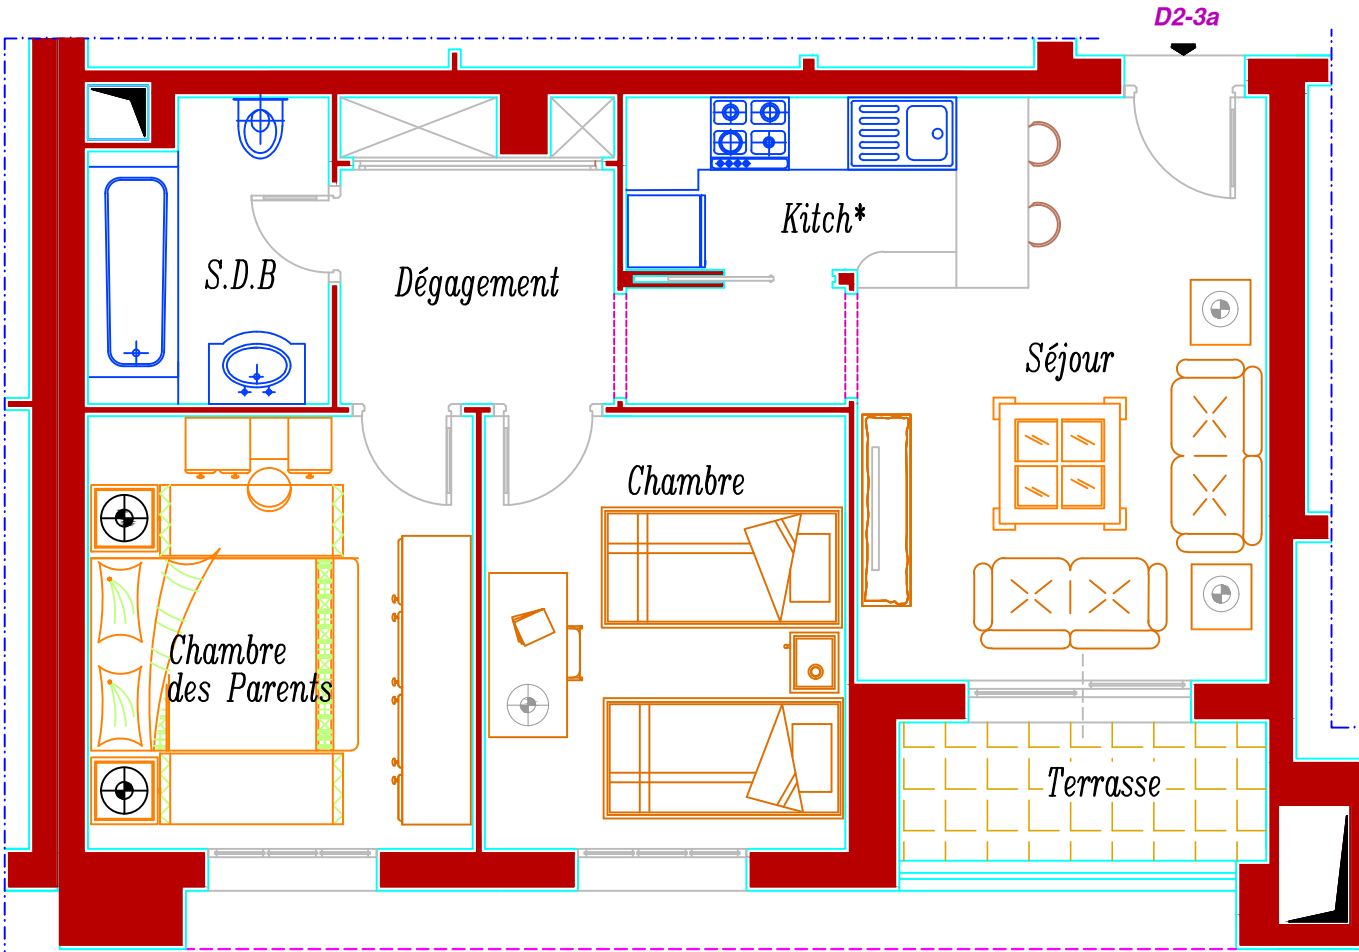 D2-3a
Kitch*
S.D.B
Dégagement
Séjour
Chambre
Chambre
des Parents
Terrasse